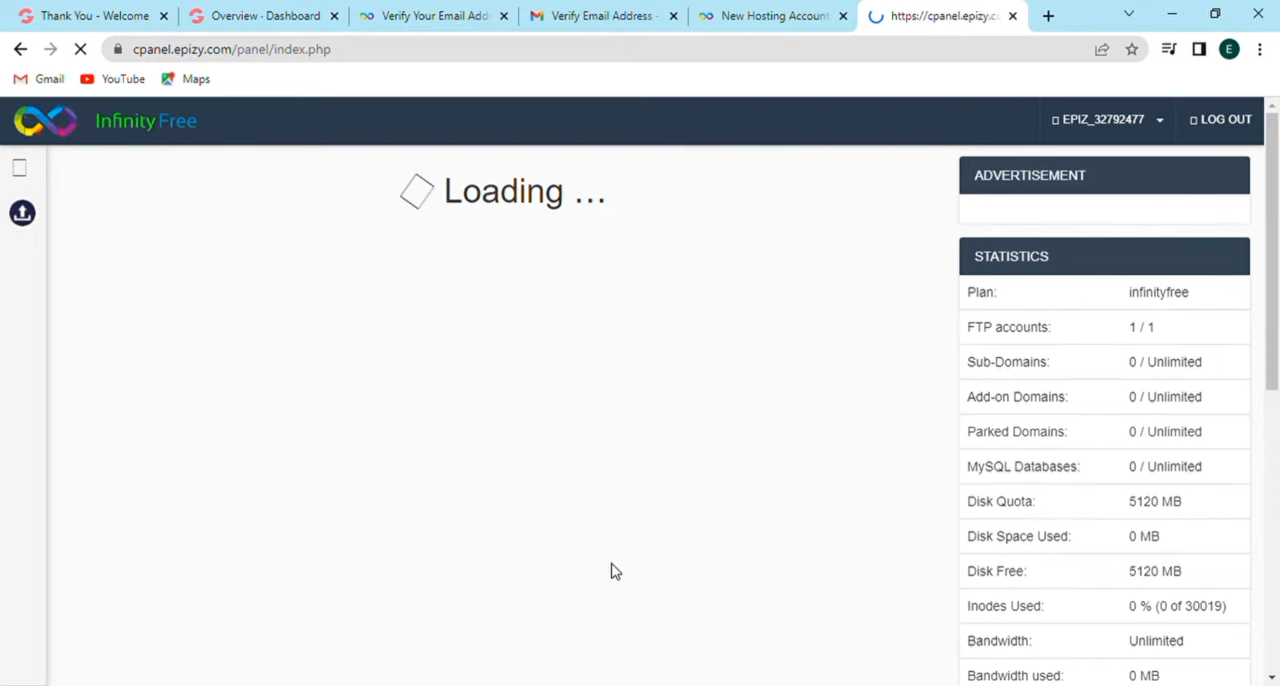 Thank You - Welcome
Overview · Dashboard
Verify Your Email Add
Verify Email Address -
New Hosting Account
https://cpanel.epizy.co
cpanel.epizy.com/panel/index.php
E
Gmail
YouTube
Maps
InfinityFree
EPIZ_32792477
LOG OUT
Loading ...
ADVERTISEMENT
STATISTICS
Plan: infinityfree
FTP accounts: 1 / 1
Sub-Domains: 0 / Unlimited
Add-on Domains: 0 / Unlimited
Parked Domains: 0 / Unlimited
MySQL Databases: 0 / Unlimited
Disk Quota: 5120 MB
Disk Space Used: 0 MB
Disk Free: 5120 MB
Inodes Used: 0 % (0 of 30019)
Bandwidth: Unlimited
Bandwidth used: 0 MB